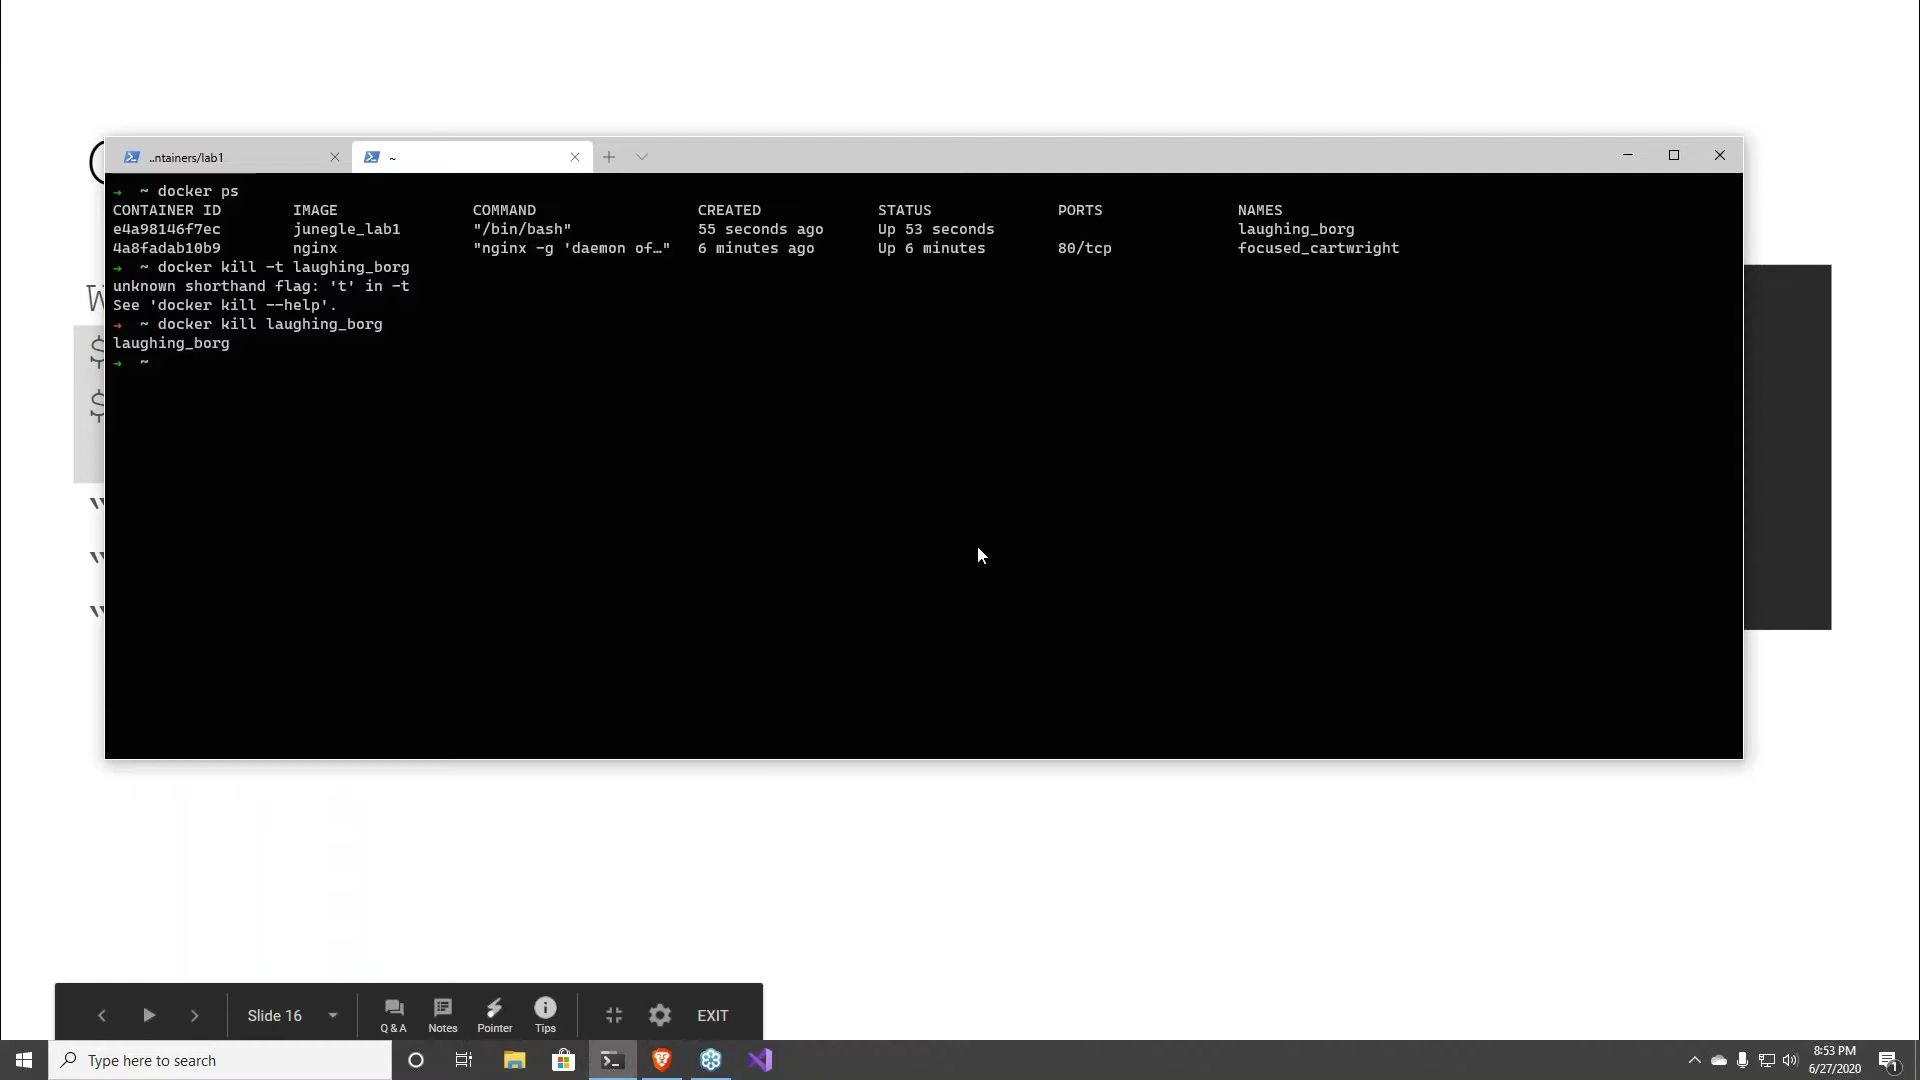 ..ntainers/lab1
~
→ ~ docker ps
CONTAINER ID IMAGE COMMAND CREATED STATUS PORTS NAMES
e4a98146f7ec junegle_lab1 "/bin/bash" 55 seconds ago Up 53 seconds laughing_borg
4a8fadab10b9 nginx "nginx -g 'daemon of…" 6 minutes ago Up 6 minutes 80/tcp focused_cartwright
→ ~ docker kill -t laughing_borg
unknown shorthand flag: 't' in -t
See 'docker kill --help'.
→ ~ docker kill laughing_borg
laughing_borg
→ ~
W
$
$
Slide 16
Q & A
Notes
Pointer
Tips
EXIT
Type here to search
8:53 PM
6/27/2020
1